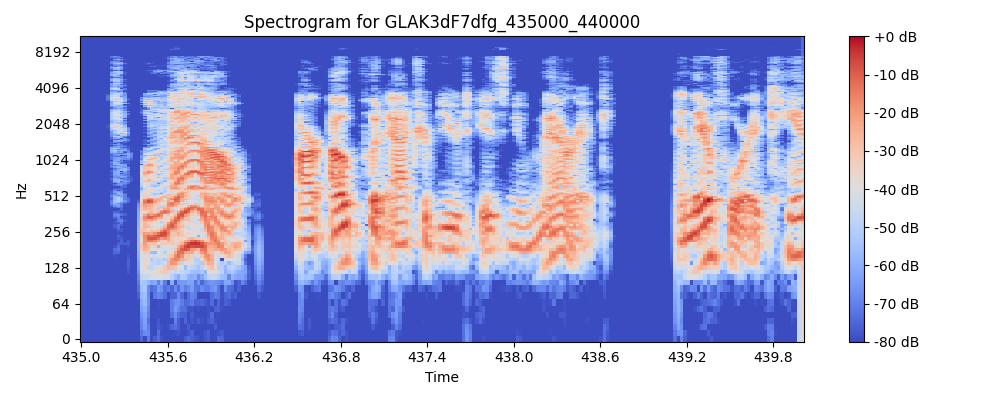 Spectrogram for GLAK3dF7dfg_435000_440000
8192
4096
2048
1024
512
256
128
64
0
Hz
435.0 435.6 436.2 436.8 437.4 438.0 438.6 439.2 439.8
Time
+0 dB
-10 dB
-20 dB
-30 dB
-40 dB
-50 dB
-60 dB
-70 dB
-80 dB